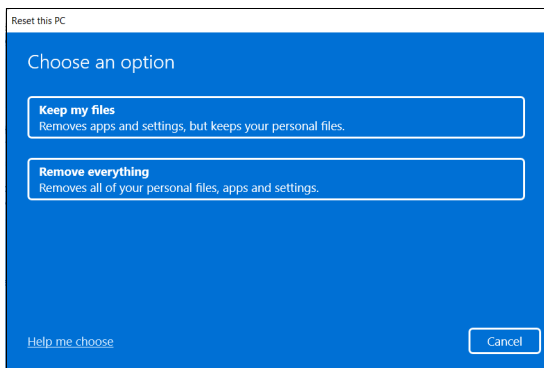 Reset this PC
Choose an option
Keep my files
Removes apps and settings, but keeps your personal files.
Remove everything
Removes all of your personal files, apps and settings.
Help me choose
Cancel